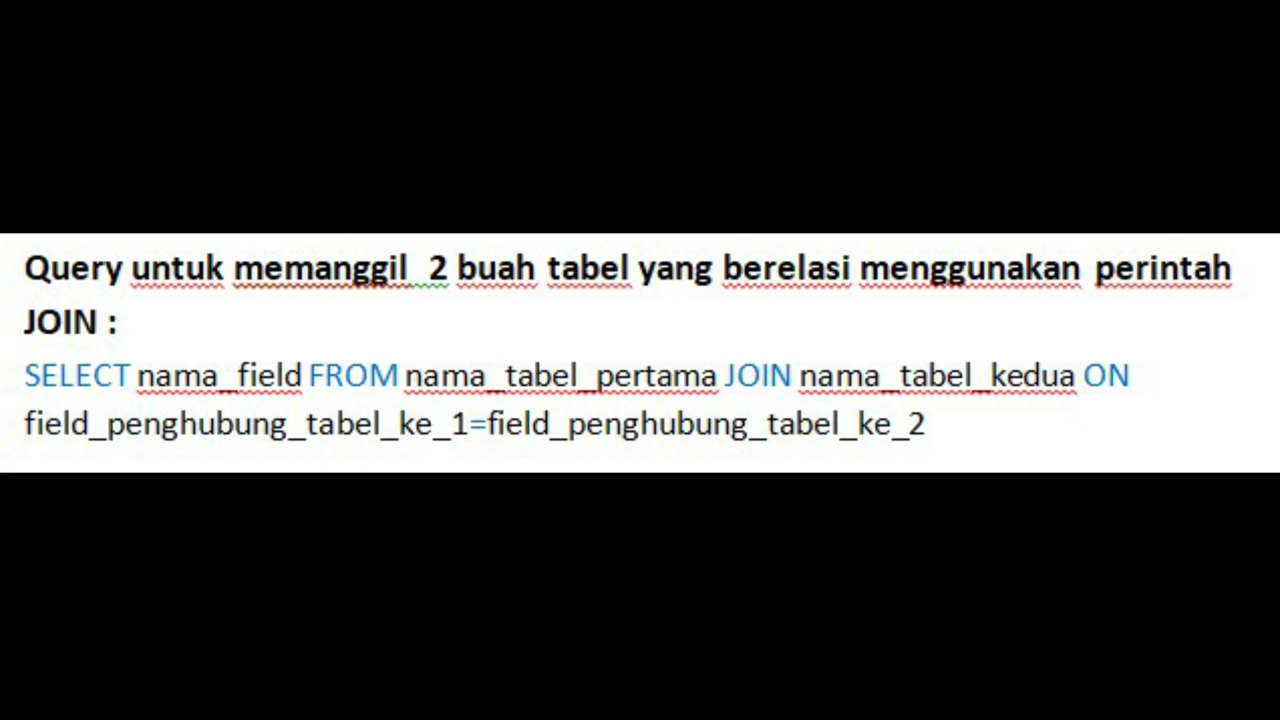 Query untuk memanggil 2 buah tabel yang berelasi menggunakan perintah
JOIN :
SELECT nama_field FROM nama_tabel_pertama JOIN nama_tabel_kedua ON
field_penghubung_tabel_ke_1=field_penghubung_tabel_ke_2